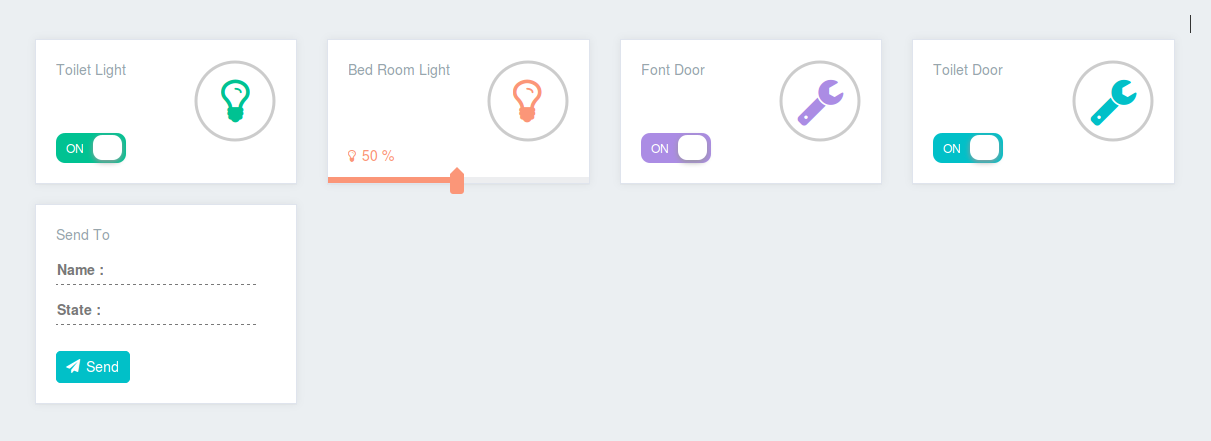 Toilet Light
ON
Bed Room Light
50 %
Font Door
ON
Toilet Door
ON
Send To
Name :
State :
Send